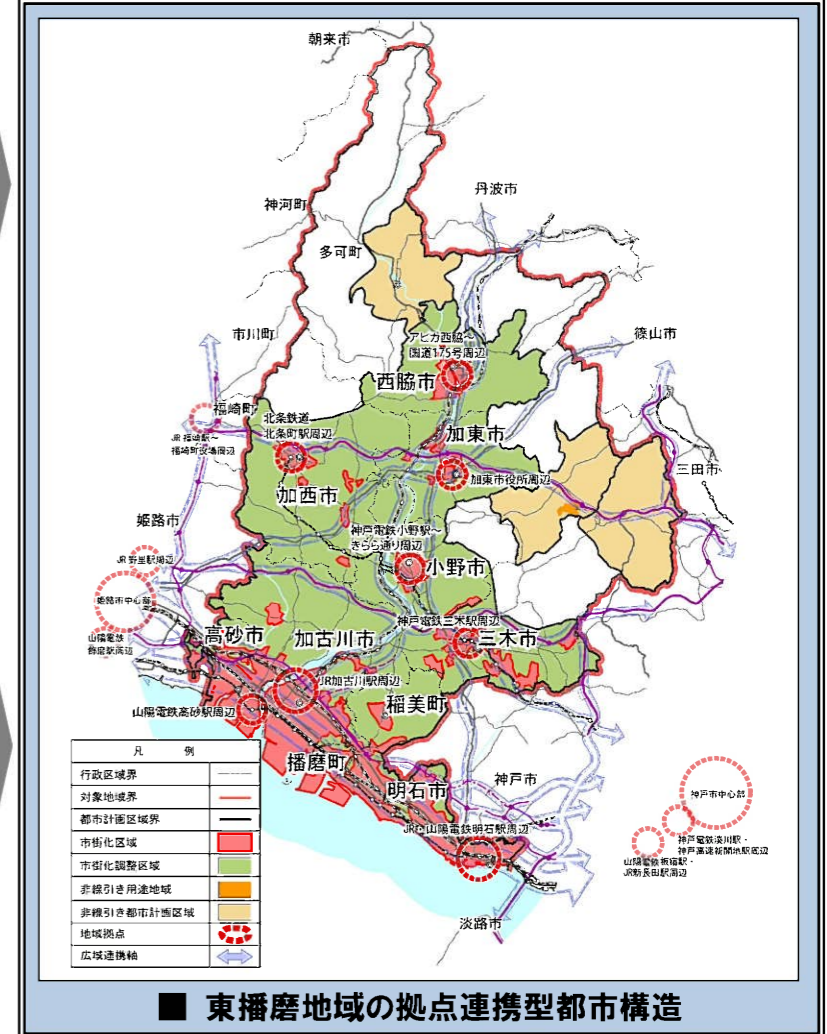 朝来市
丹波市
神河町
多可町
市川町
篠山市
アピカ西脇～
国道175号周辺
西脇市
福崎町
北条鉄道
北条町駅周辺
加東市
JR福崎駅～
福崎町役場周辺
加東市役所周辺
三田市
加西市
姫路市
神戸電鉄小野駅～
きらら通り周辺
JR野里駅周辺
小野市
姫路市中心部
神戸電鉄三木駅周辺
高砂市
加古川市
三木市
山陽電鉄
飾磨駅周辺
JR加古川駅周辺
稲美町
山陽電鉄高砂駅周辺
播磨町
明石市
神戸市
神戸市中心部
JR・山陽電鉄明石駅周辺
神戸電鉄湊川駅・
神戸高速新開地駅周辺
山陽電鉄板宿駅・
JR新長田駅周辺
淡路市
凡 例
行政区域界
対象地域界
都市計画区域界
市街化区域
市街化調整区域
非線引き用途地域
非線引き都市計画区域
地域拠点
広域連携軸
■ 東播磨地域の拠点連携型都市構造